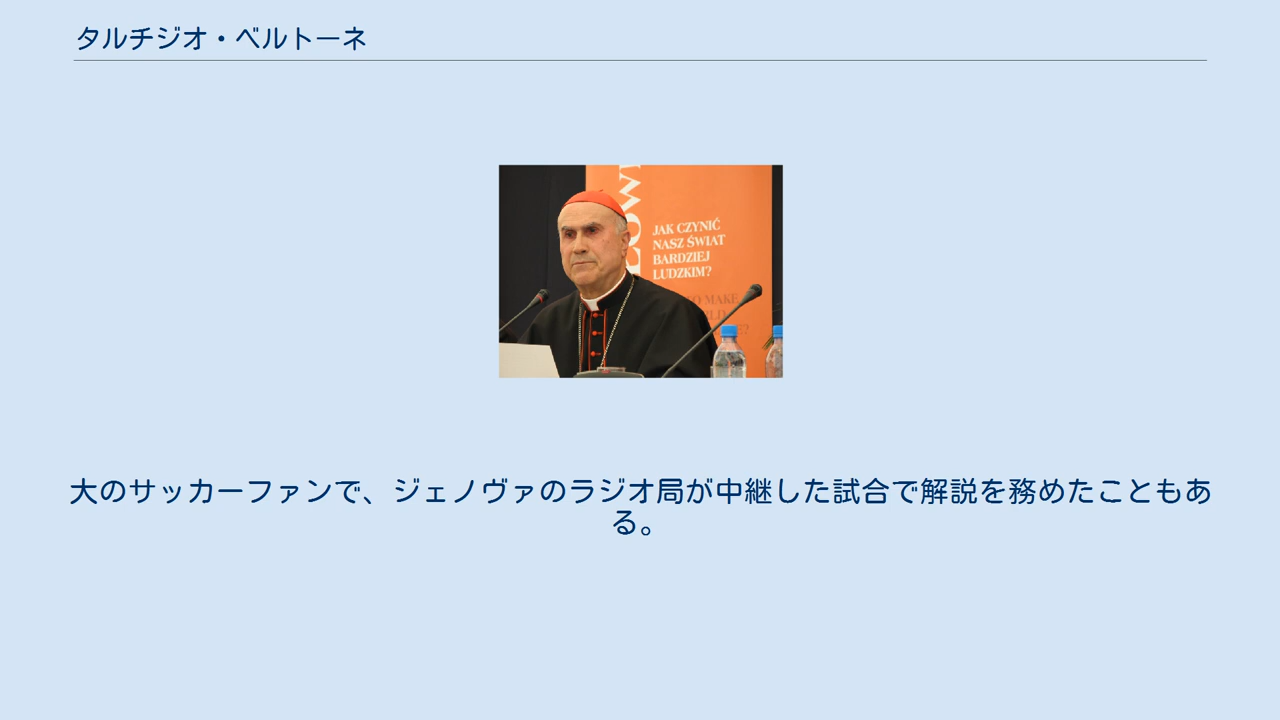 タルチジオ・ベルトーネ
JAK CZYNIĆ
NASZ ŚWIAT
BARDZIEJ
LUDZKIM?
MAKE
大のサッカーファンで、ジェノヴァのラジオ局が中継した試合で解説を務めたこともあ
る。